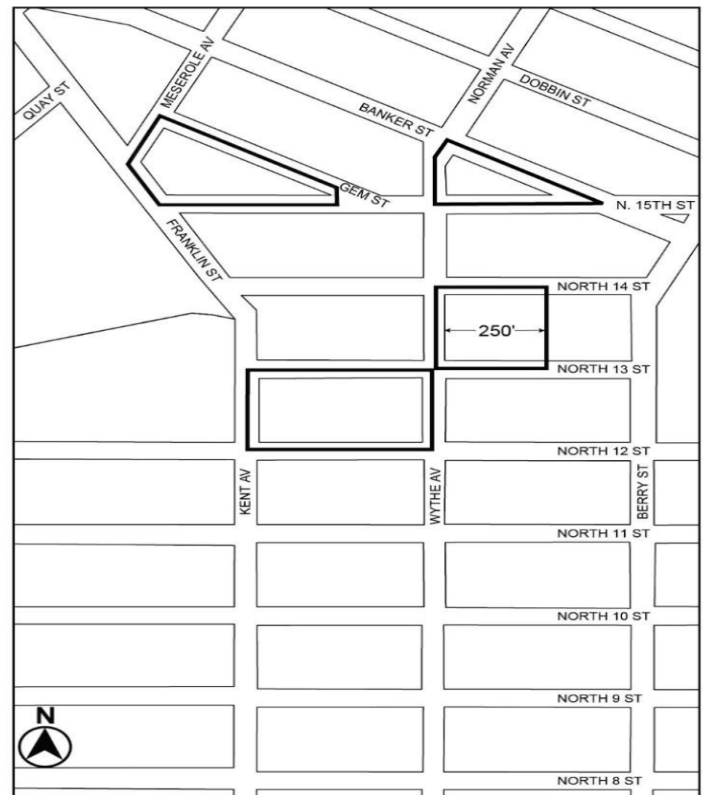 QUAY ST
MESEROLE AV
NORMAN AV
DOBBIN ST
BANKER ST
GEM ST
N. 15TH ST
FRANKLIN ST
NORTH 14 ST
250'
NORTH 13 ST
NORTH 12 ST
KENT AV
WYTHE AV
BERRY ST
NORTH 11 ST
NORTH 10 ST
NORTH 9 ST
N
NORTH 8 ST